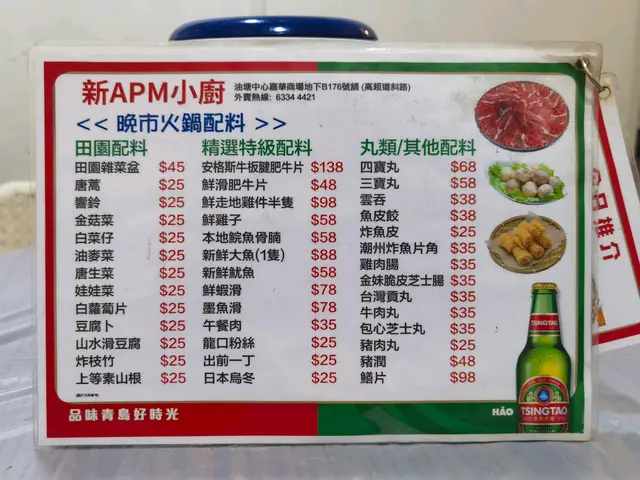 新APM小廚
油塘中心嘉華商場地下B176號舖 (高超道斜路)
外賣熱線: 6334 4421
<< 晚市火鍋配料 >>
田園配料
田園雜菜盆 $45
唐蒿 $25
響鈴 $25
金菇菜 $25
白菜仔 $25
油麥菜 $25
唐生菜 $25
娃娃菜 $25
白蘿蔔片 $25
豆腐卜 $25
山水滑豆腐 $25
炸枝竹 $25
上等素山根 $25
精選特級配料
安格斯牛板腱肥牛片 $138
鮮滑肥牛片 $48
鮮走地雞件半隻 $98
鮮雞子 $58
本地鯇魚骨腩 $58
新鮮大魚(1隻) $88
新鮮魷魚 $58
鮮蝦滑 $78
墨魚滑 $78
午餐肉 $35
龍口粉絲 $25
出前一丁 $25
日本烏冬 $25
丸類/其他配料
四寶丸 $68
三寶丸 $58
雲吞 $38
魚皮餃 $38
炸魚皮 $25
潮州炸魚片角 $35
雞肉腸 $35
金妹脆皮芝士腸 $35
台灣貢丸 $35
牛肉丸 $35
包心芝士丸 $35
豬肉丸 $25
豬潤 $48
鱔片 $98
品味青島好時光
HÃO
TSINGTAO
TSINGTAO
今日推介